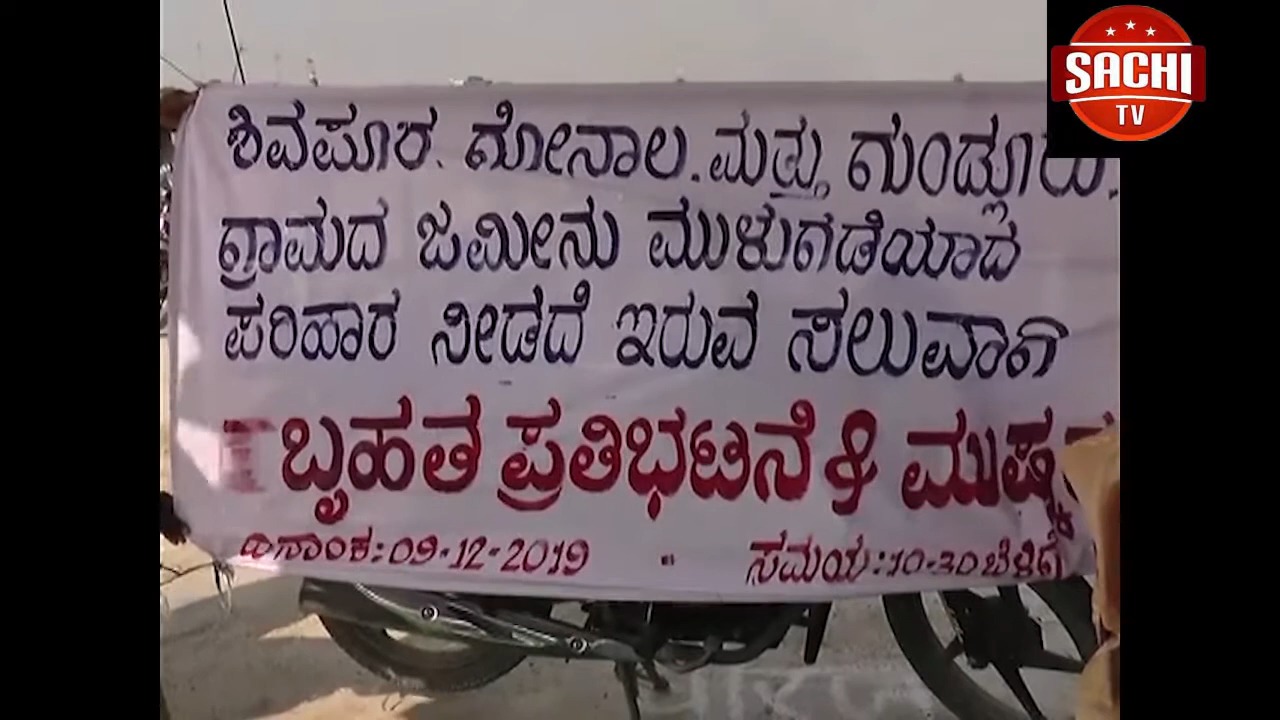 SACHI
TV
ಶಿವಪೂರ. ಗೋನಾಲ. ಮತ್ತು ಗುಂಡ್ಲೂರು.
ಗ್ರಾಮದ ಜಮೀನು ಮುಳುಗಡೆಯಾದ
ಪರಿಹಾರ ನೀಡದೆ ಇರುವ ಸಲುವಾಗಿ
ಬೃಹತ ಪ್ರತಿಭಟನೆ &
ದಿನಾಂಕ: 09-12-2019 ಸಮಯ: 10-30 ಬೆಳಿಗ್ಗೆ